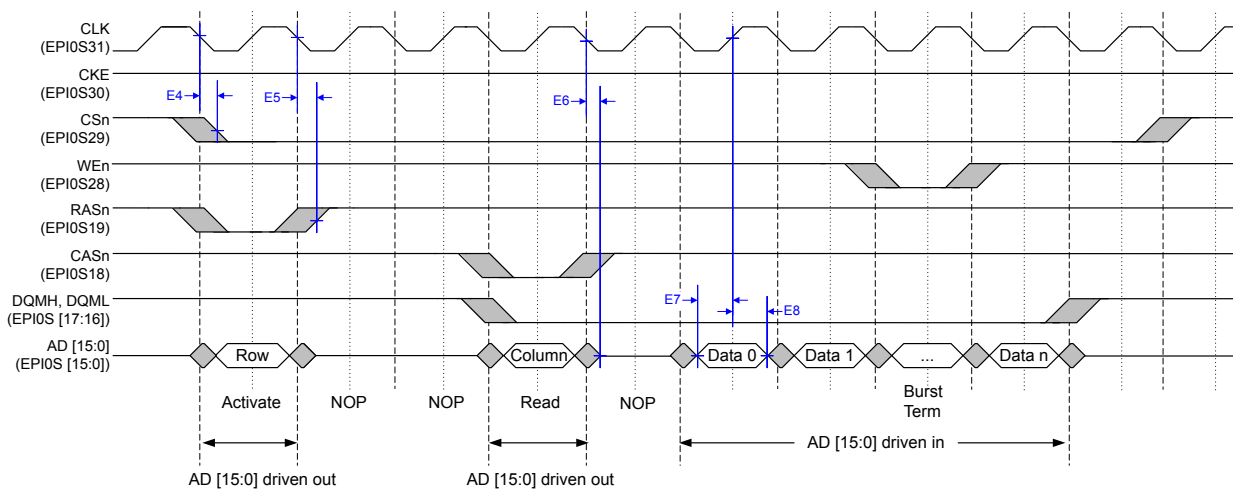 CLK
(EPI0S31)
CKE
(EPI0S30)
E4
E5
E6
CSn
(EPI0S29)
WEn
(EPI0S28)
RASn
(EPI0S19)
CASn
(EPI0S18)
DQMH, DQML
(EPI0S [17:16])
E7
E8
AD [15:0]
(EPI0S [15:0])
Row
Column
Data 0
Data 1
...
Data n
Activate
NOP
NOP
Read
NOP
Burst
Term
AD [15:0] driven in
AD [15:0] driven out
AD [15:0] driven out